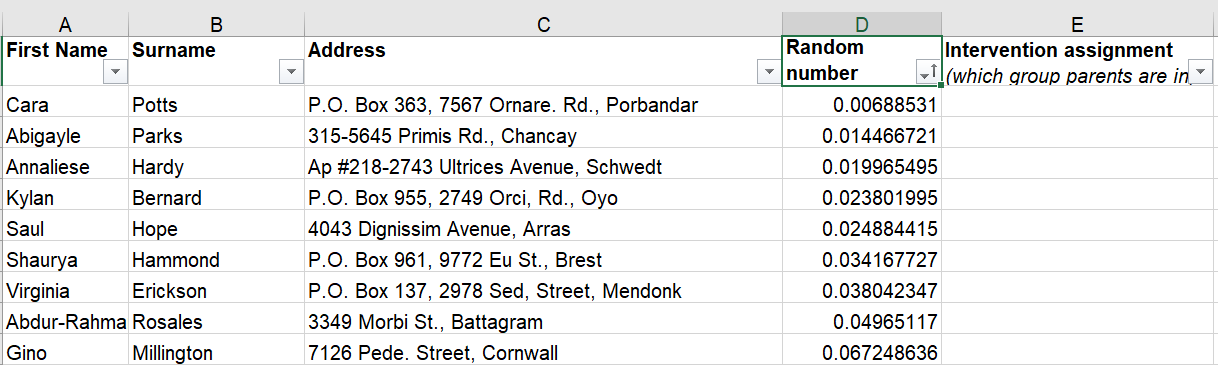 A B C D E
First Name Surname Address Random number Intervention assignment
(which group parents are in
Cara Potts P.O. Box 363, 7567 Ornare. Rd., Porbandar 0.00688531
Abigayle Parks 315-5645 Primis Rd., Chancay 0.014466721
Annaliese Hardy Ap #218-2743 Ultrices Avenue, Schwedt 0.019965495
Kylan Bernard P.O. Box 955, 2749 Orci, Rd., Oyo 0.023801995
Saul Hope 4043 Dignissim Avenue, Arras 0.024884415
Shaurya Hammond P.O. Box 961, 9772 Eu St., Brest 0.034167727
Virginia Erickson P.O. Box 137, 2978 Sed, Street, Mendonk 0.038042347
Abdur-Rahma Rosales 3349 Morbi St., Battagram 0.04965117
Gino Millington 7126 Pede. Street, Cornwall 0.067248636